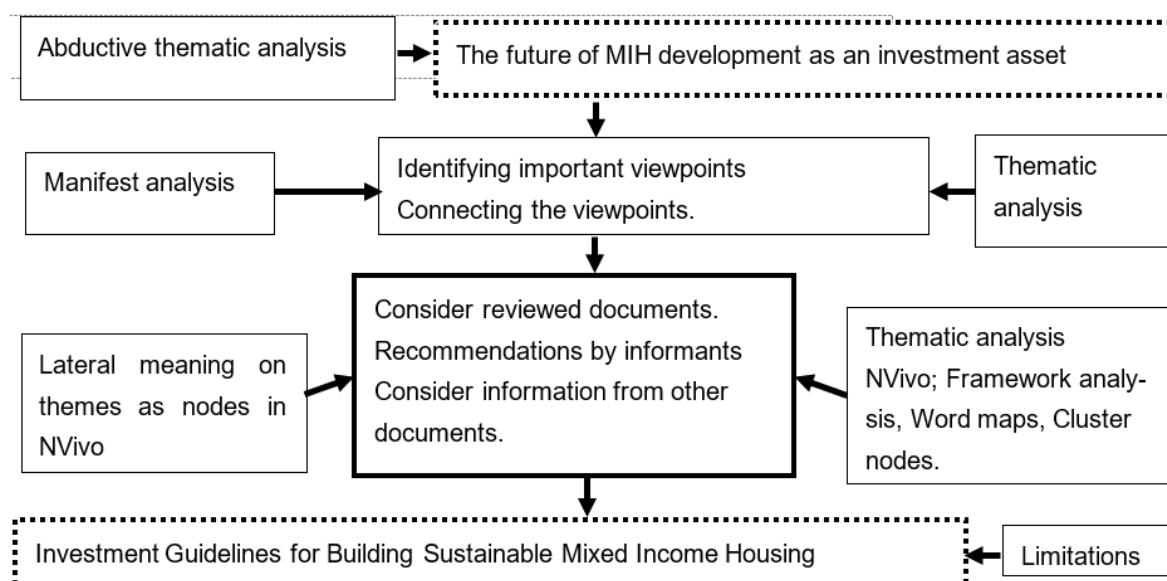 Abductive thematic analysis
The future of MIH development as an investment asset
Manifest analysis
Identifying important viewpoints
Connecting the viewpoints.
Thematic
analysis
Lateral meaning on
themes as nodes in
NVivo
Consider reviewed documents.
Recommendations by informants
Consider information from other
documents.
Thematic analysis
NVivo; Framework analy-
sis, Word maps, Cluster
nodes.
Investment Guidelines for Building Sustainable Mixed Income Housing
Limitations